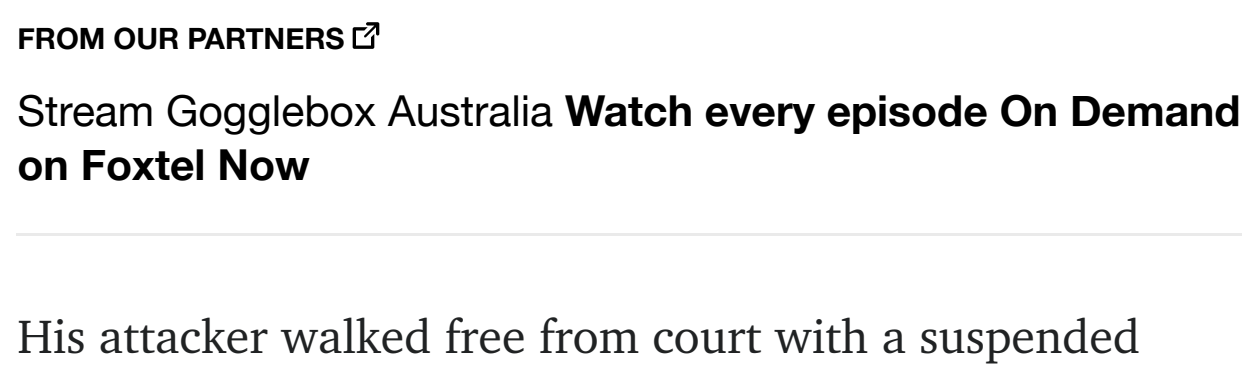 FROM OUR PARTNERS
Stream Gogglebox Australia Watch every episode On Demand
on Foxtel Now
His attacker walked free from court with a suspended